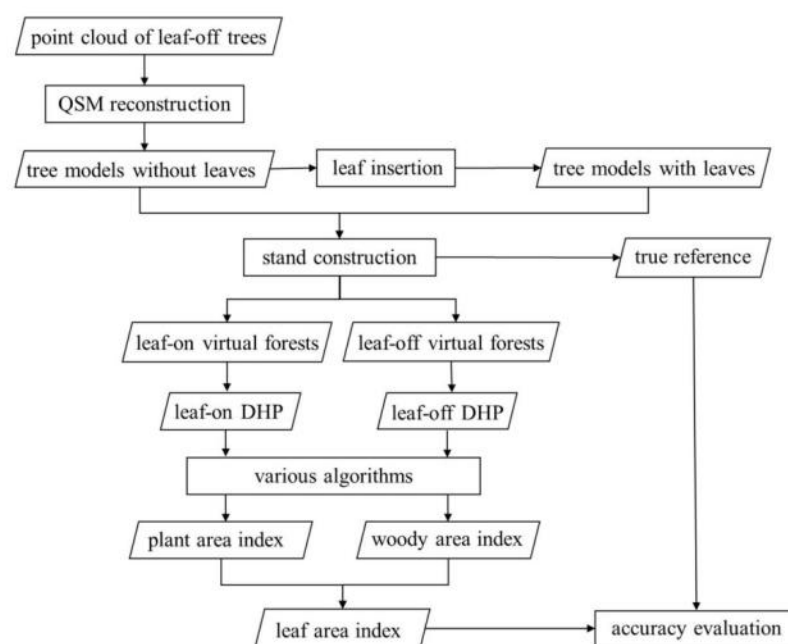 point cloud of leaf-off trees
QSM reconstruction
tree models without leaves
leaf insertion
tree models with leaves
stand construction
true reference
leaf-on virtual forests
leaf-off virtual forests
leaf-on DHP
leaf-off DHP
various algorithms
plant area index
woody area index
leaf area index
accuracy evaluation